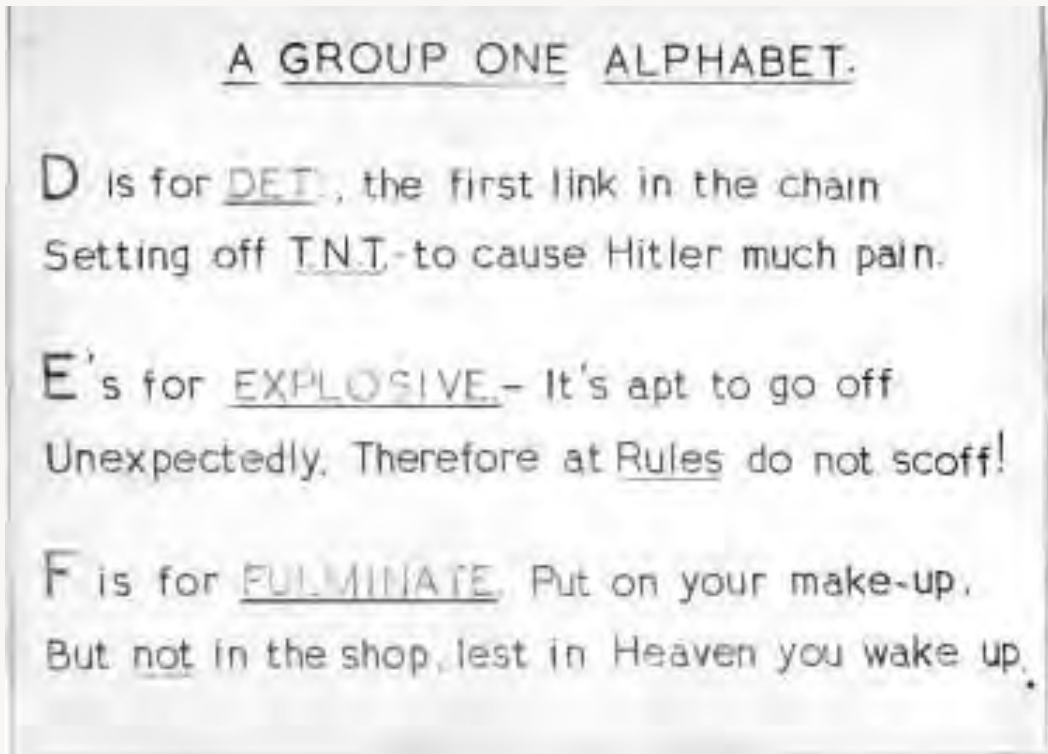 A GROUP ONE ALPHABET.
D is for DET., the first link in the chain
Setting off T.N.T.-to cause Hitler much pain.
E's for EXPLOSIVE.- It's apt to go off
Unexpectedly. Therefore at Rules do not scoff!
F is for FULMINATE. Put on your make-up,
But not in the shop, lest in Heaven you wake up.